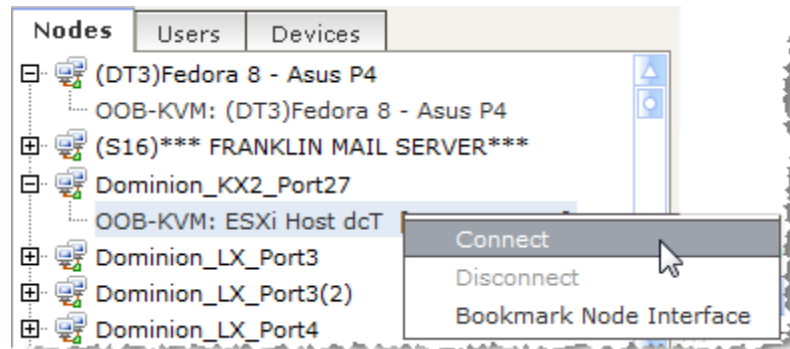 Nodes Users Devices
(DT3)Fedora 8 - Asus P4
OOB-KVM: (DT3)Fedora 8 - Asus P4
(S16)*** FRANKLIN MAIL SERVER***
Dominion_KX2_Port27
OOB-KVM: ESXi Host dcT
Connect
Dominion_LX_Port3
Disconnect
Dominion_LX_Port3(2)
Bookmark Node Interface
Dominion_LX_Port4